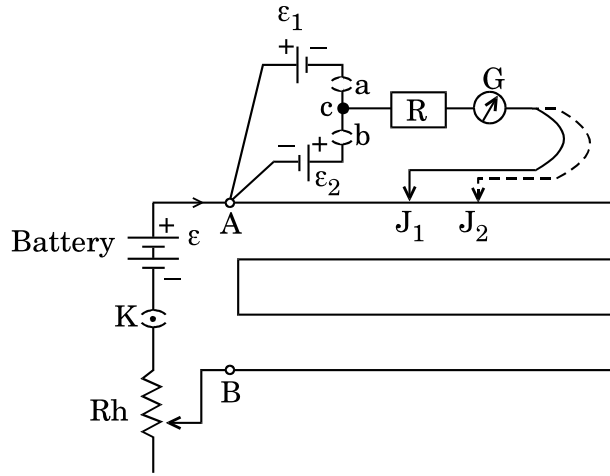 ε₁
+ −
a
G
c
R
b
− +
ε₂
A
J₁
J₂
+
Battery
ε
−
K
B
Rh